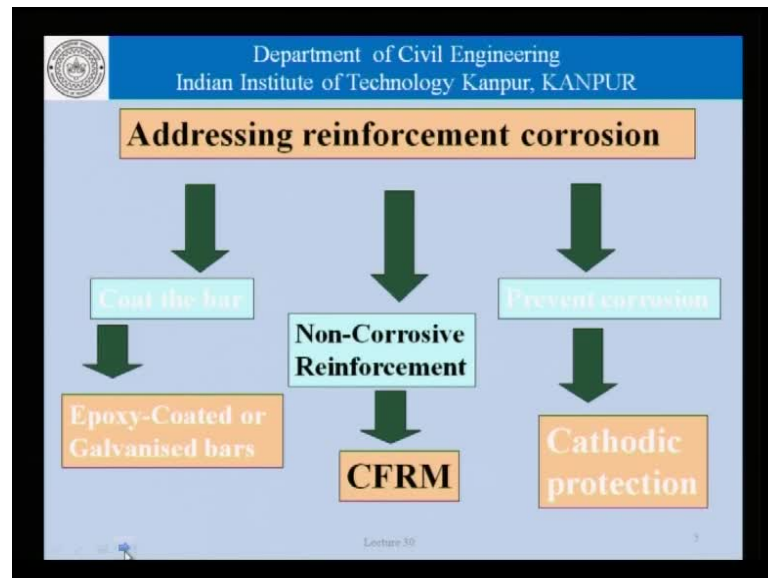 Department of Civil Engineering
Indian Institute of Technology Kanpur, KANPUR
Addressing reinforcement corrosion
Coat the bar
Prevent corrosion
Non-Corrosive
Reinforcement
Epoxy-Coated or
Galvanised bars
CFRM
Cathodic
protection
Lecture 39